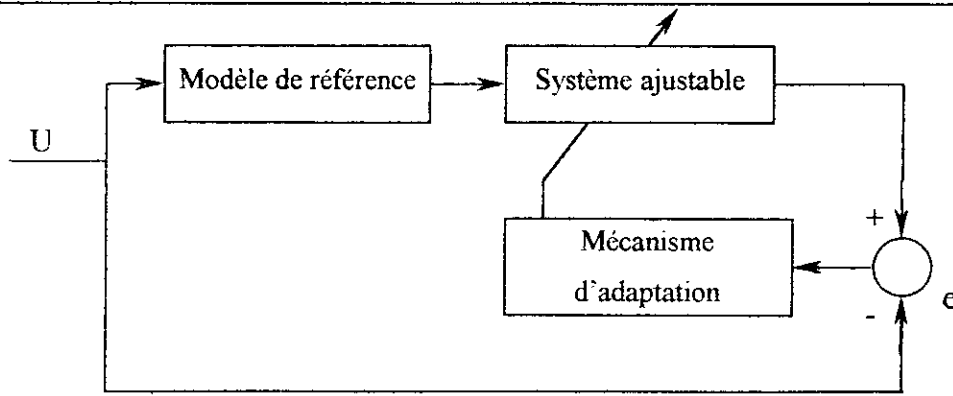 Modèle de référence
Système ajustable
U
+
Mécanisme
d'adaptation
-
e